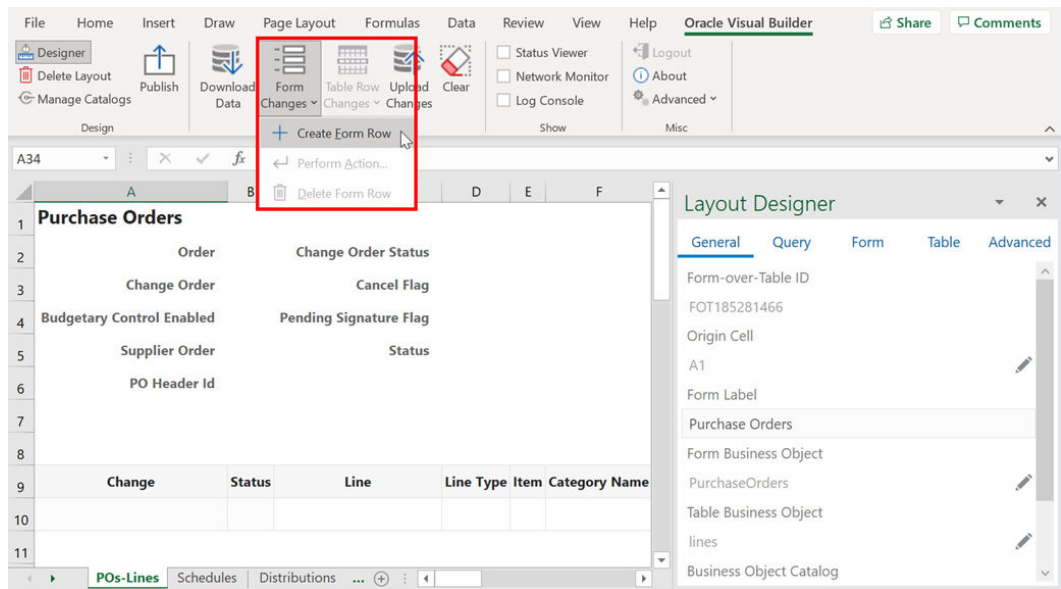 File Home Insert Draw Page Layout Formulas Data Review View Help Oracle Visual Builder Share Comments
Designer
Delete Layout
Manage Catalogs
Publish
Download Data
Form Changes
Table Row Changes
Upload Changes
Clear
Status Viewer
Network Monitor
Log Console
Logout
About
Advanced
Design
Show
Misc
Create Form Row
Perform Action...
Delete Form Row
A34 fx
A B D E F
1 Purchase Orders
2 Order Change Order Status
3 Change Order Cancel Flag
4 Budgetary Control Enabled Pending Signature Flag
5 Supplier Order Status
6 PO Header Id
7
8
9 Change Status Line Line Type Item Category Name
10
11
POs-Lines Schedules Distributions ...
Layout Designer
General Query Form Table Advanced
Form-over-Table ID
FOT185281466
Origin Cell
A1
Form Label
Purchase Orders
Form Business Object
PurchaseOrders
Table Business Object
lines
Business Object Catalog